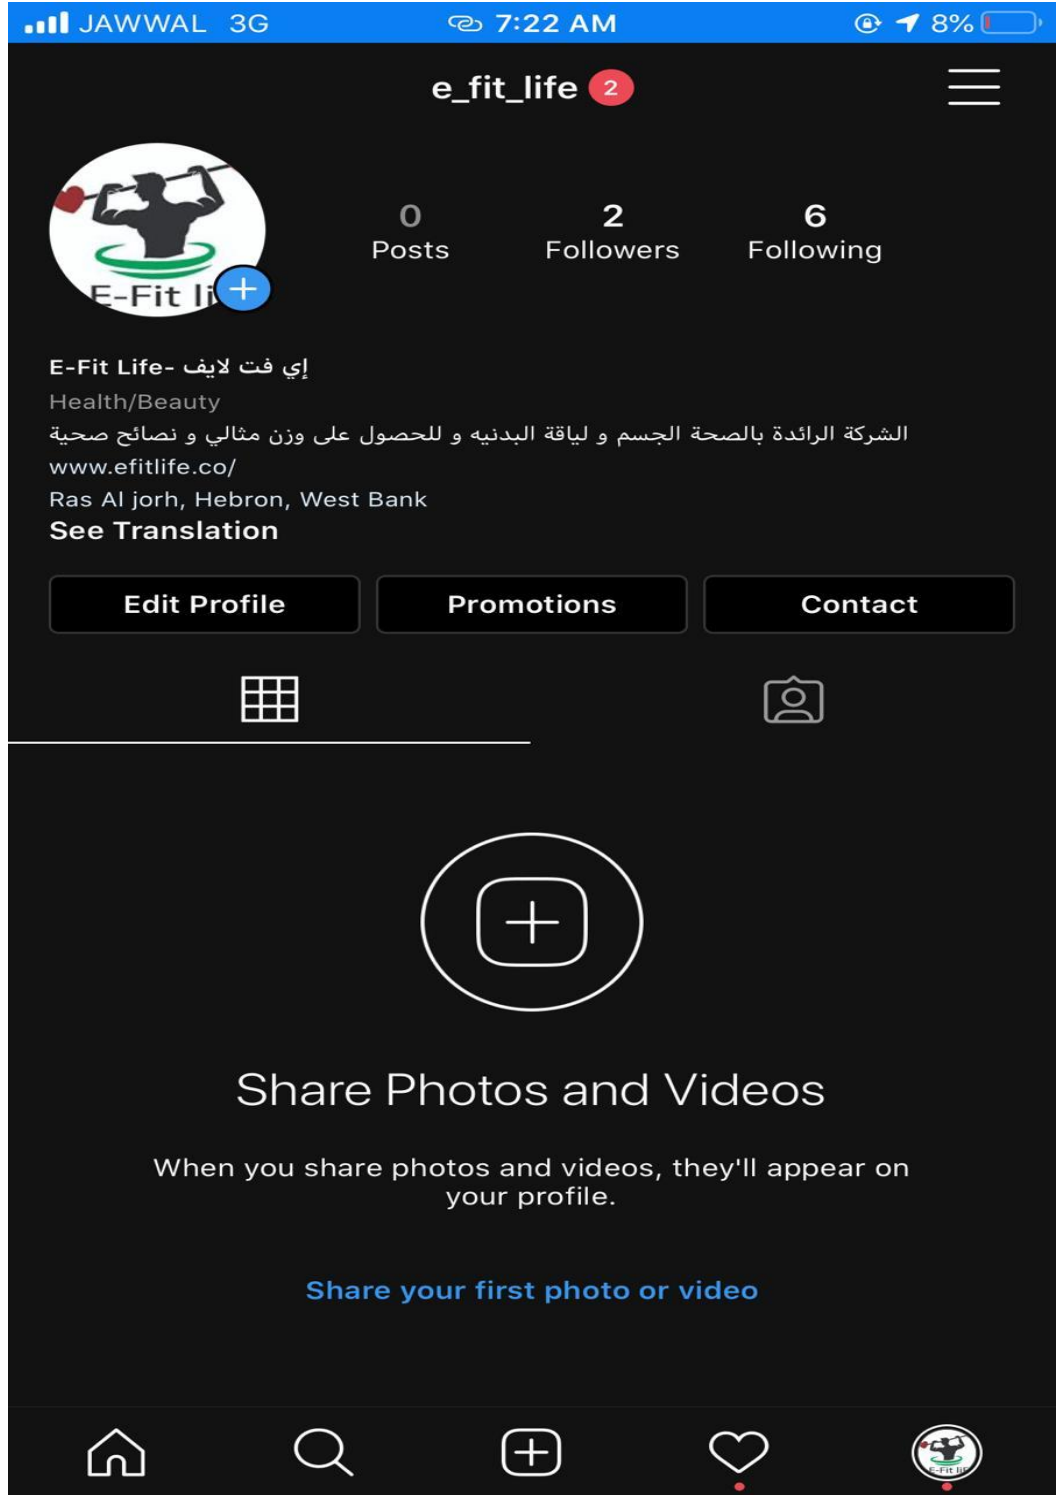 JAWWAL 3G 7:22 AM 8%
e_fit_life 2
0 2 6
Posts Followers Following
E-Fit li
E-Fit Life- إي فت لايف
Health/Beauty
الشركة الرائدة بالصحة الجسم و لياقة البدنيه و للحصول على وزن مثالي و نصائح صحية
www.efitlife.co/
Ras Al jorh, Hebron, West Bank
See Translation
Edit Profile Promotions Contact
Share Photos and Videos
When you share photos and videos, they'll appear on
your profile.
Share your first photo or video
E-Fit lif